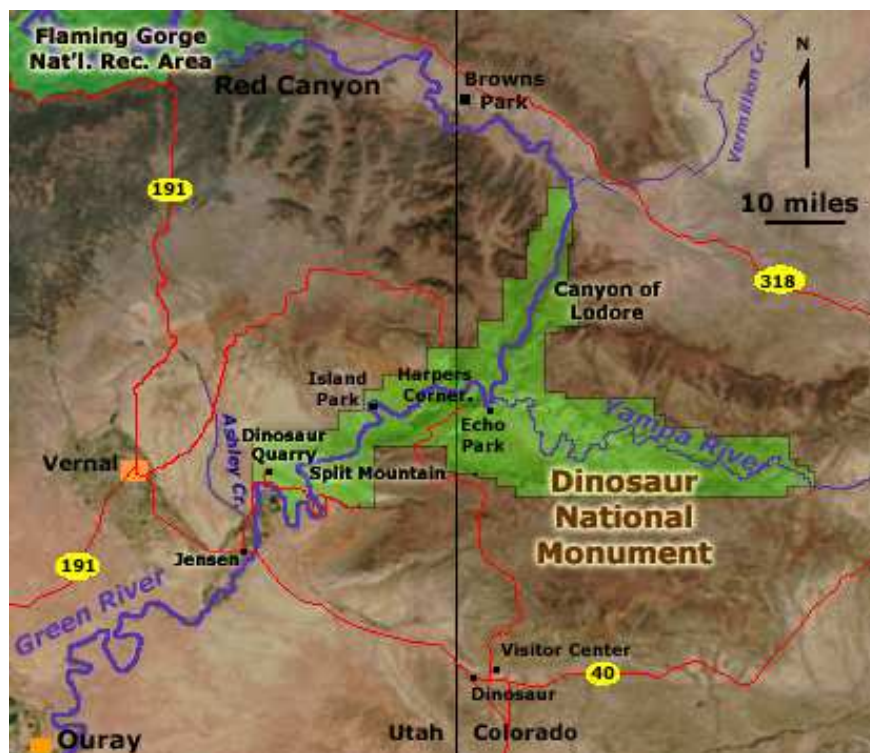 Flaming Gorge
Nat'l. Rec. Area
Red Canyon
Browns
Park
Vermillion Cr.
N
191
10 miles
318
Canyon of
Lodore
Island
Park
Harpers
Corner.
Echo
Park
Yampa River
Ashley Cr.
Dinosaur
Quarry
Vernal
Split Mountain
Dinosaur
National
Monument
Jensen
191
Green River
Visitor Center
40
Dinosaur
Ouray
Utah
Colorado